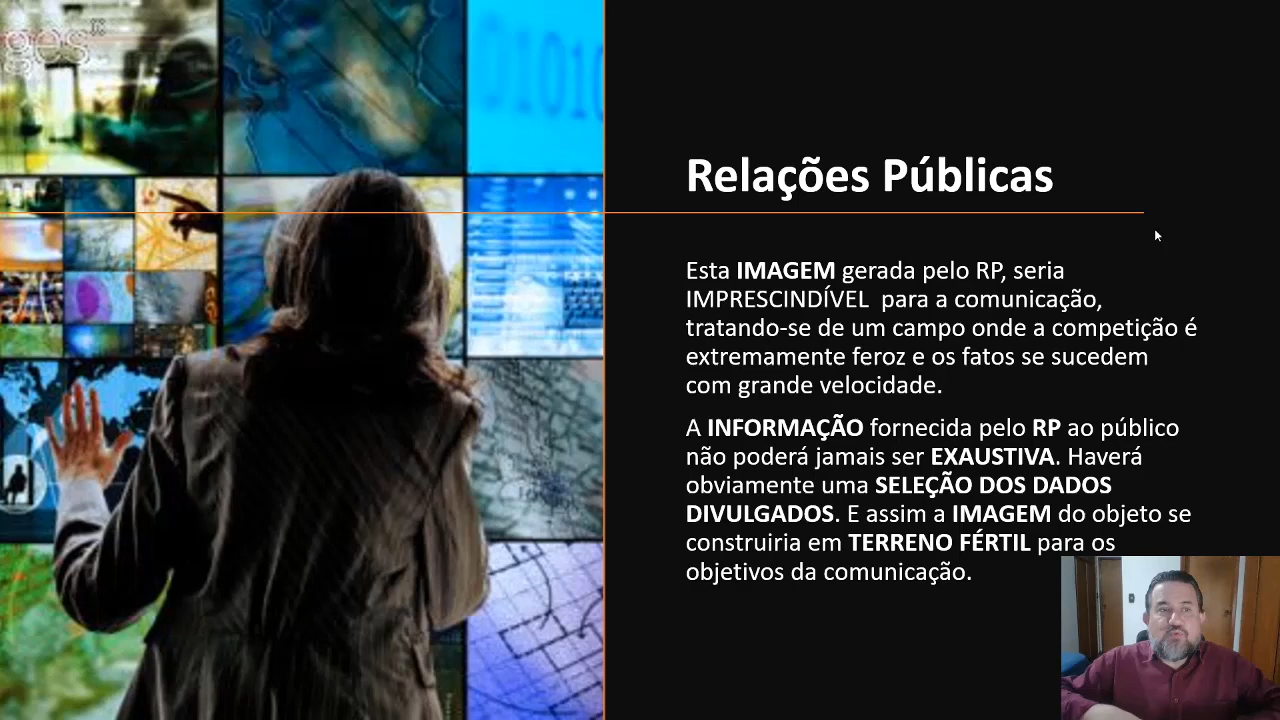 ges
01010
Relações Públicas
Esta IMAGEM gerada pelo RP, seria
IMPRESCINDÍVEL para a comunicação,
tratando-se de um campo onde a competição é
extremamente feroz e os fatos se sucedem
com grande velocidade.
A INFORMAÇÃO fornecida pelo RP ao público
não poderá jamais ser EXAUSTIVA. Haverá
obviamente uma SELEÇÃO DOS DADOS
DIVULGADOS. E assim a IMAGEM do objeto se
construiria em TERRENO FÉRTIL para os
objetivos da comunicação.